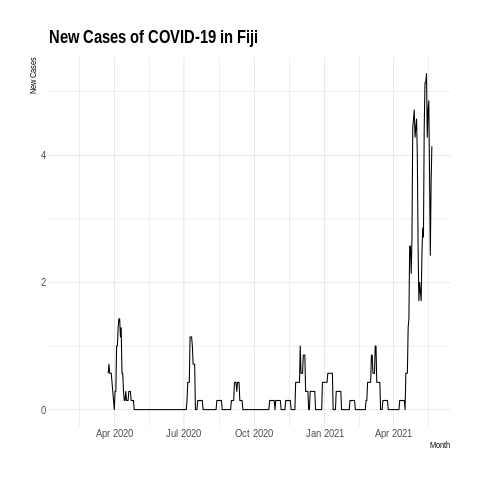 New Cases of COVID-19 in Fiji
New Cases
4
2
0
Apr 2020 Jul 2020 Oct 2020 Jan 2021 Apr 2021
Month